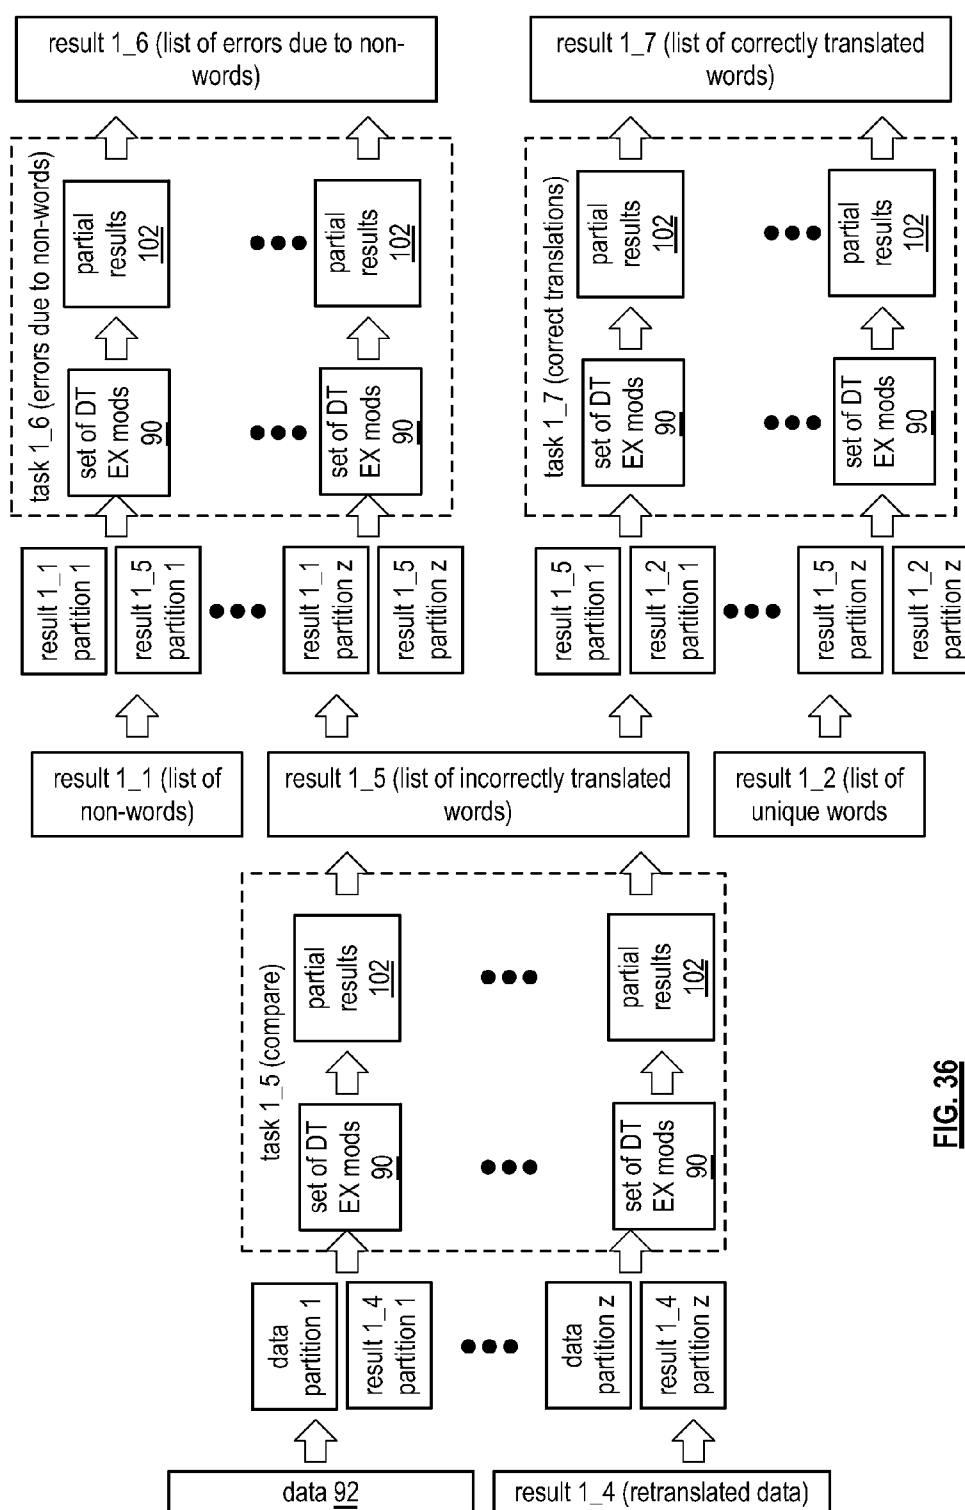 data 92
result 1_4 (retranslated data)
data
partition 1
result 1_4
partition 1
data
partition z
result 1_4
partition z
task 1_5 (compare)
set of DT
EX mods
90
partial
results
102
set of DT
EX mods
90
partial
results
102
result 1_1 (list of
non-words)
result 1_5 (list of incorrectly translated
words)
result 1_2 (list of
unique words
result 1_1
partition 1
result 1_5
partition 1
result 1_1
partition z
result 1_5
partition z
task 1_6 (errors due to non-words)
set of DT
EX mods
90
partial
results
102
set of DT
EX mods
90
partial
results
102
result 1_6 (list of errors due to non-
words)
result 1_5
partition 1
result 1_2
partition 1
result 1_5
partition z
result 1_2
partition z
task 1_7 (correct translations)
set of DT
EX mods
90
partial
results
102
set of DT
EX mods
90
partial
results
102
result 1_7 (list of correctly translated
words)
FIG. 36